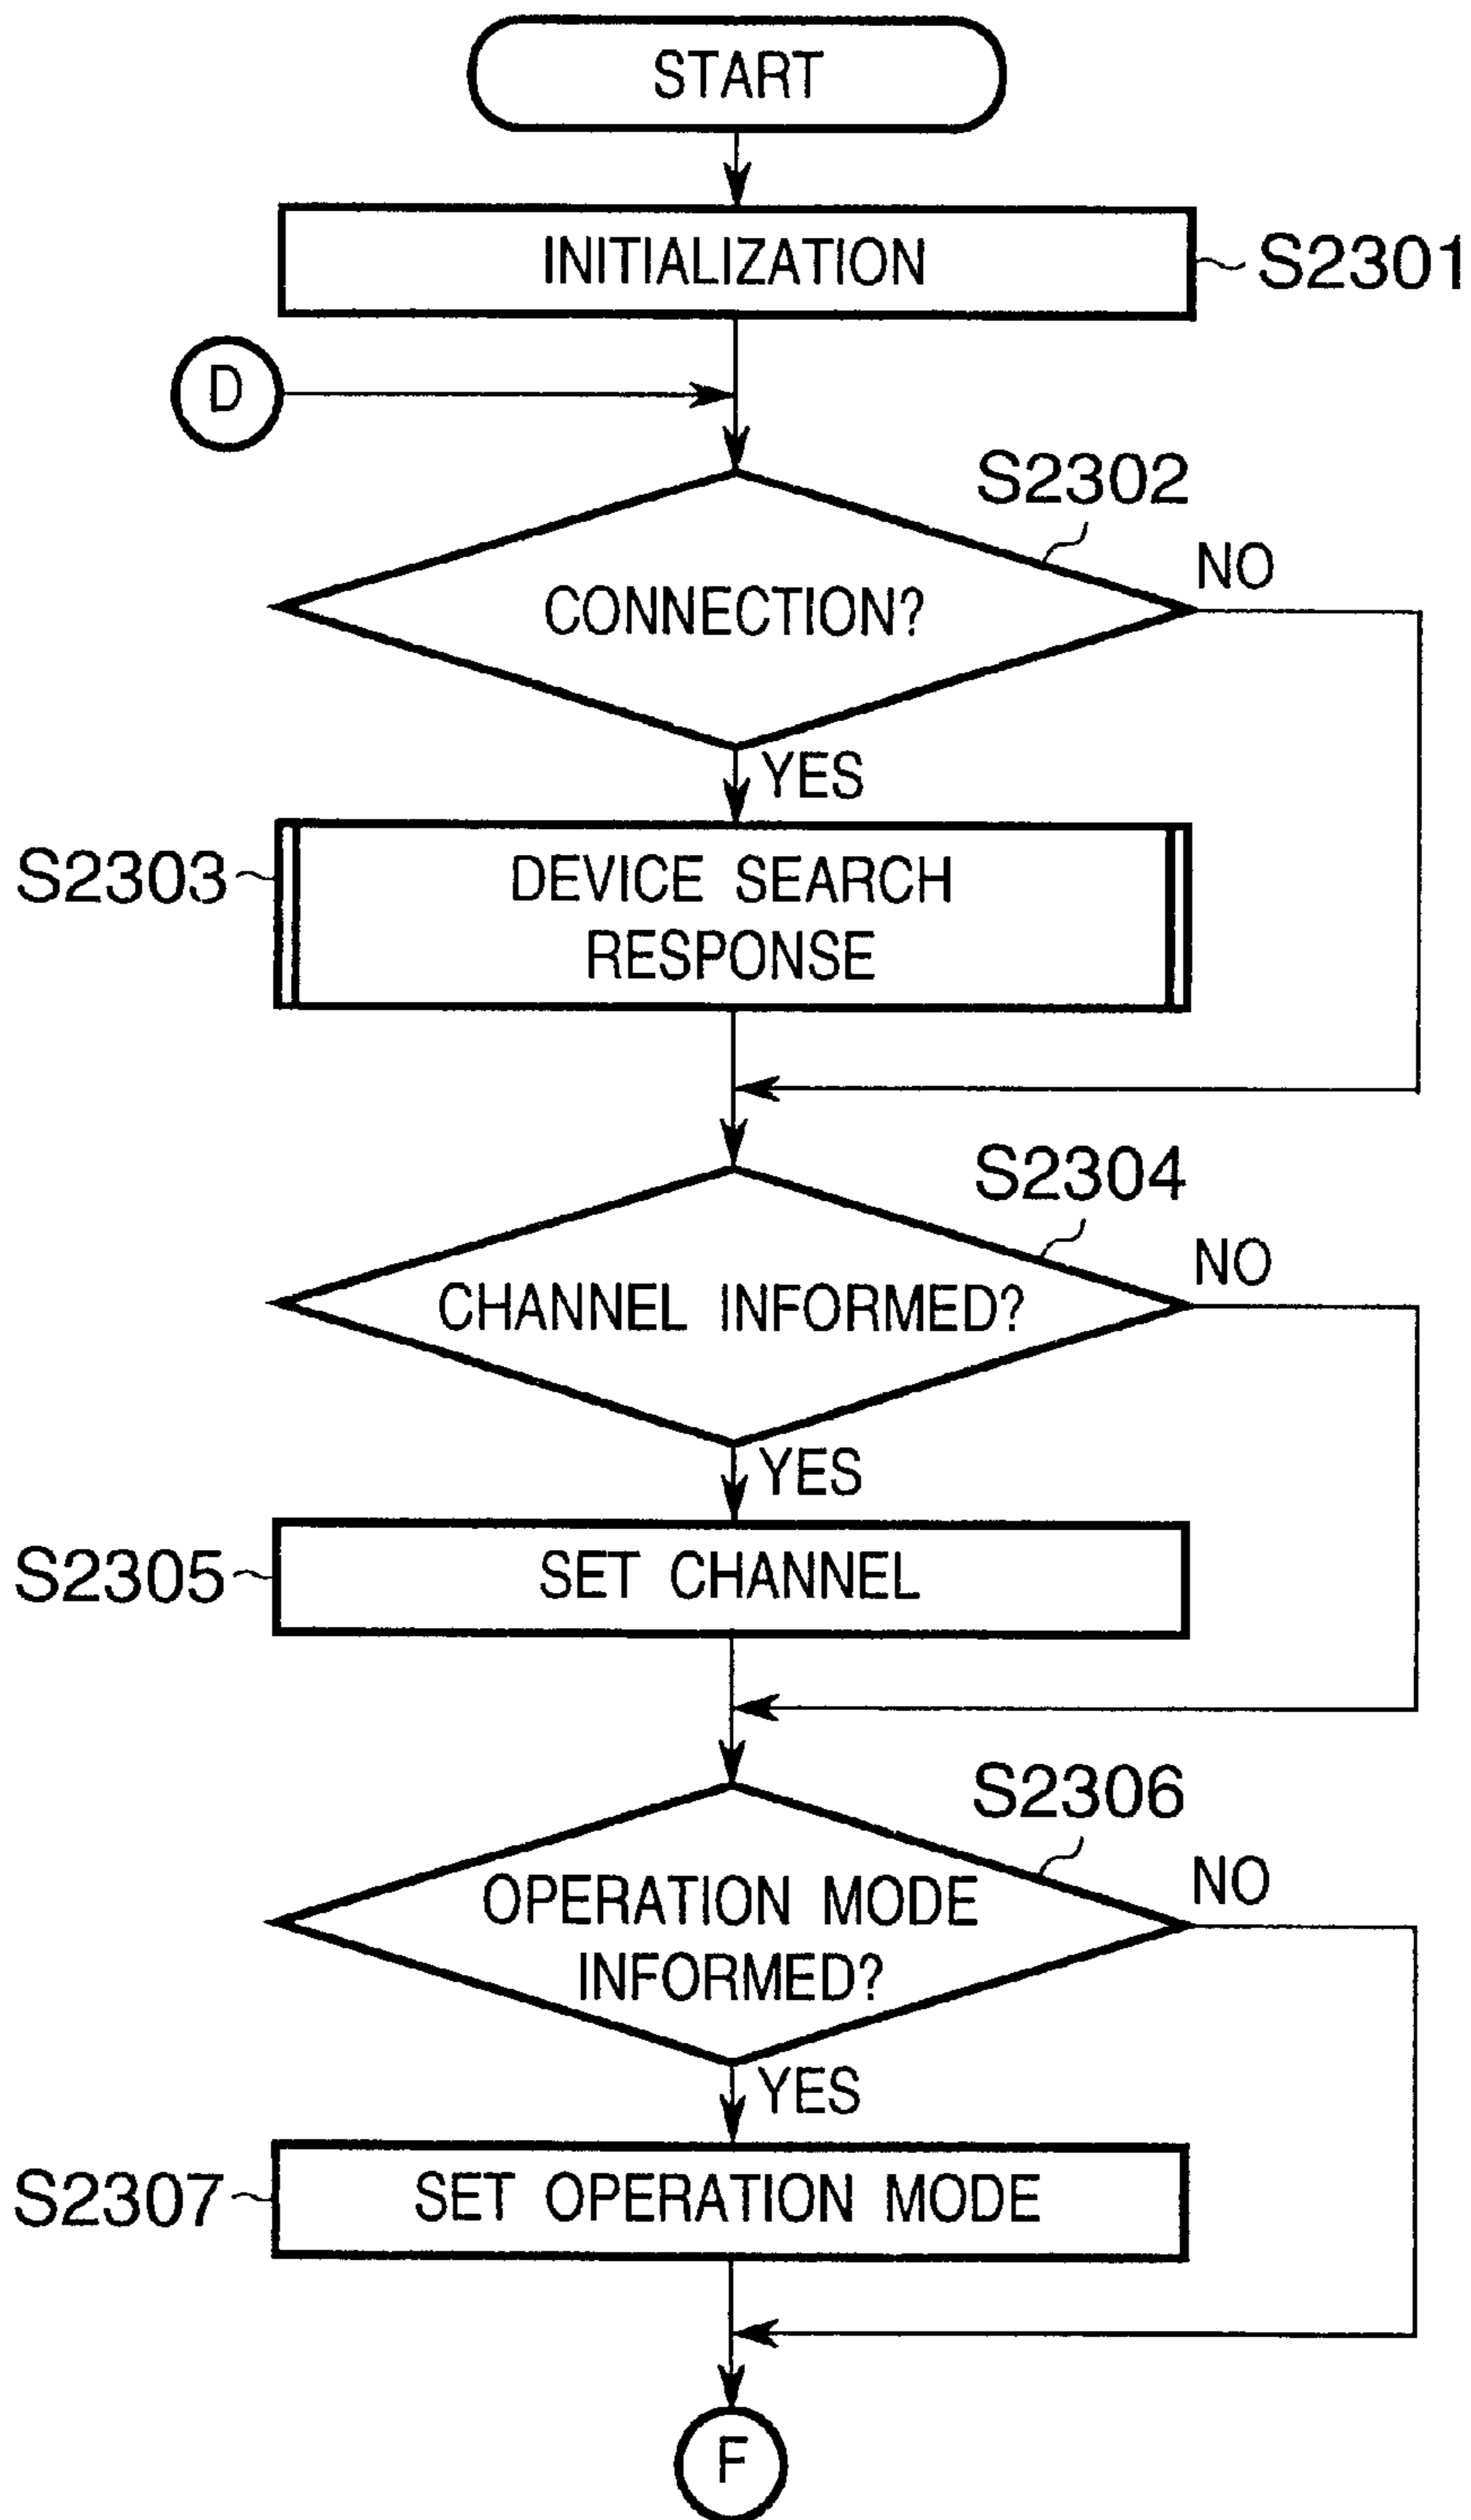 START
INITIALIZATION
S2301
D
S2302
CONNECTION?
NO
YES
S2303
DEVICE SEARCH
RESPONSE
S2304
CHANNEL INFORMED?
NO
YES
S2305
SET CHANNEL
S2306
OPERATION MODE
INFORMED?
NO
YES
S2307
SET OPERATION MODE
F